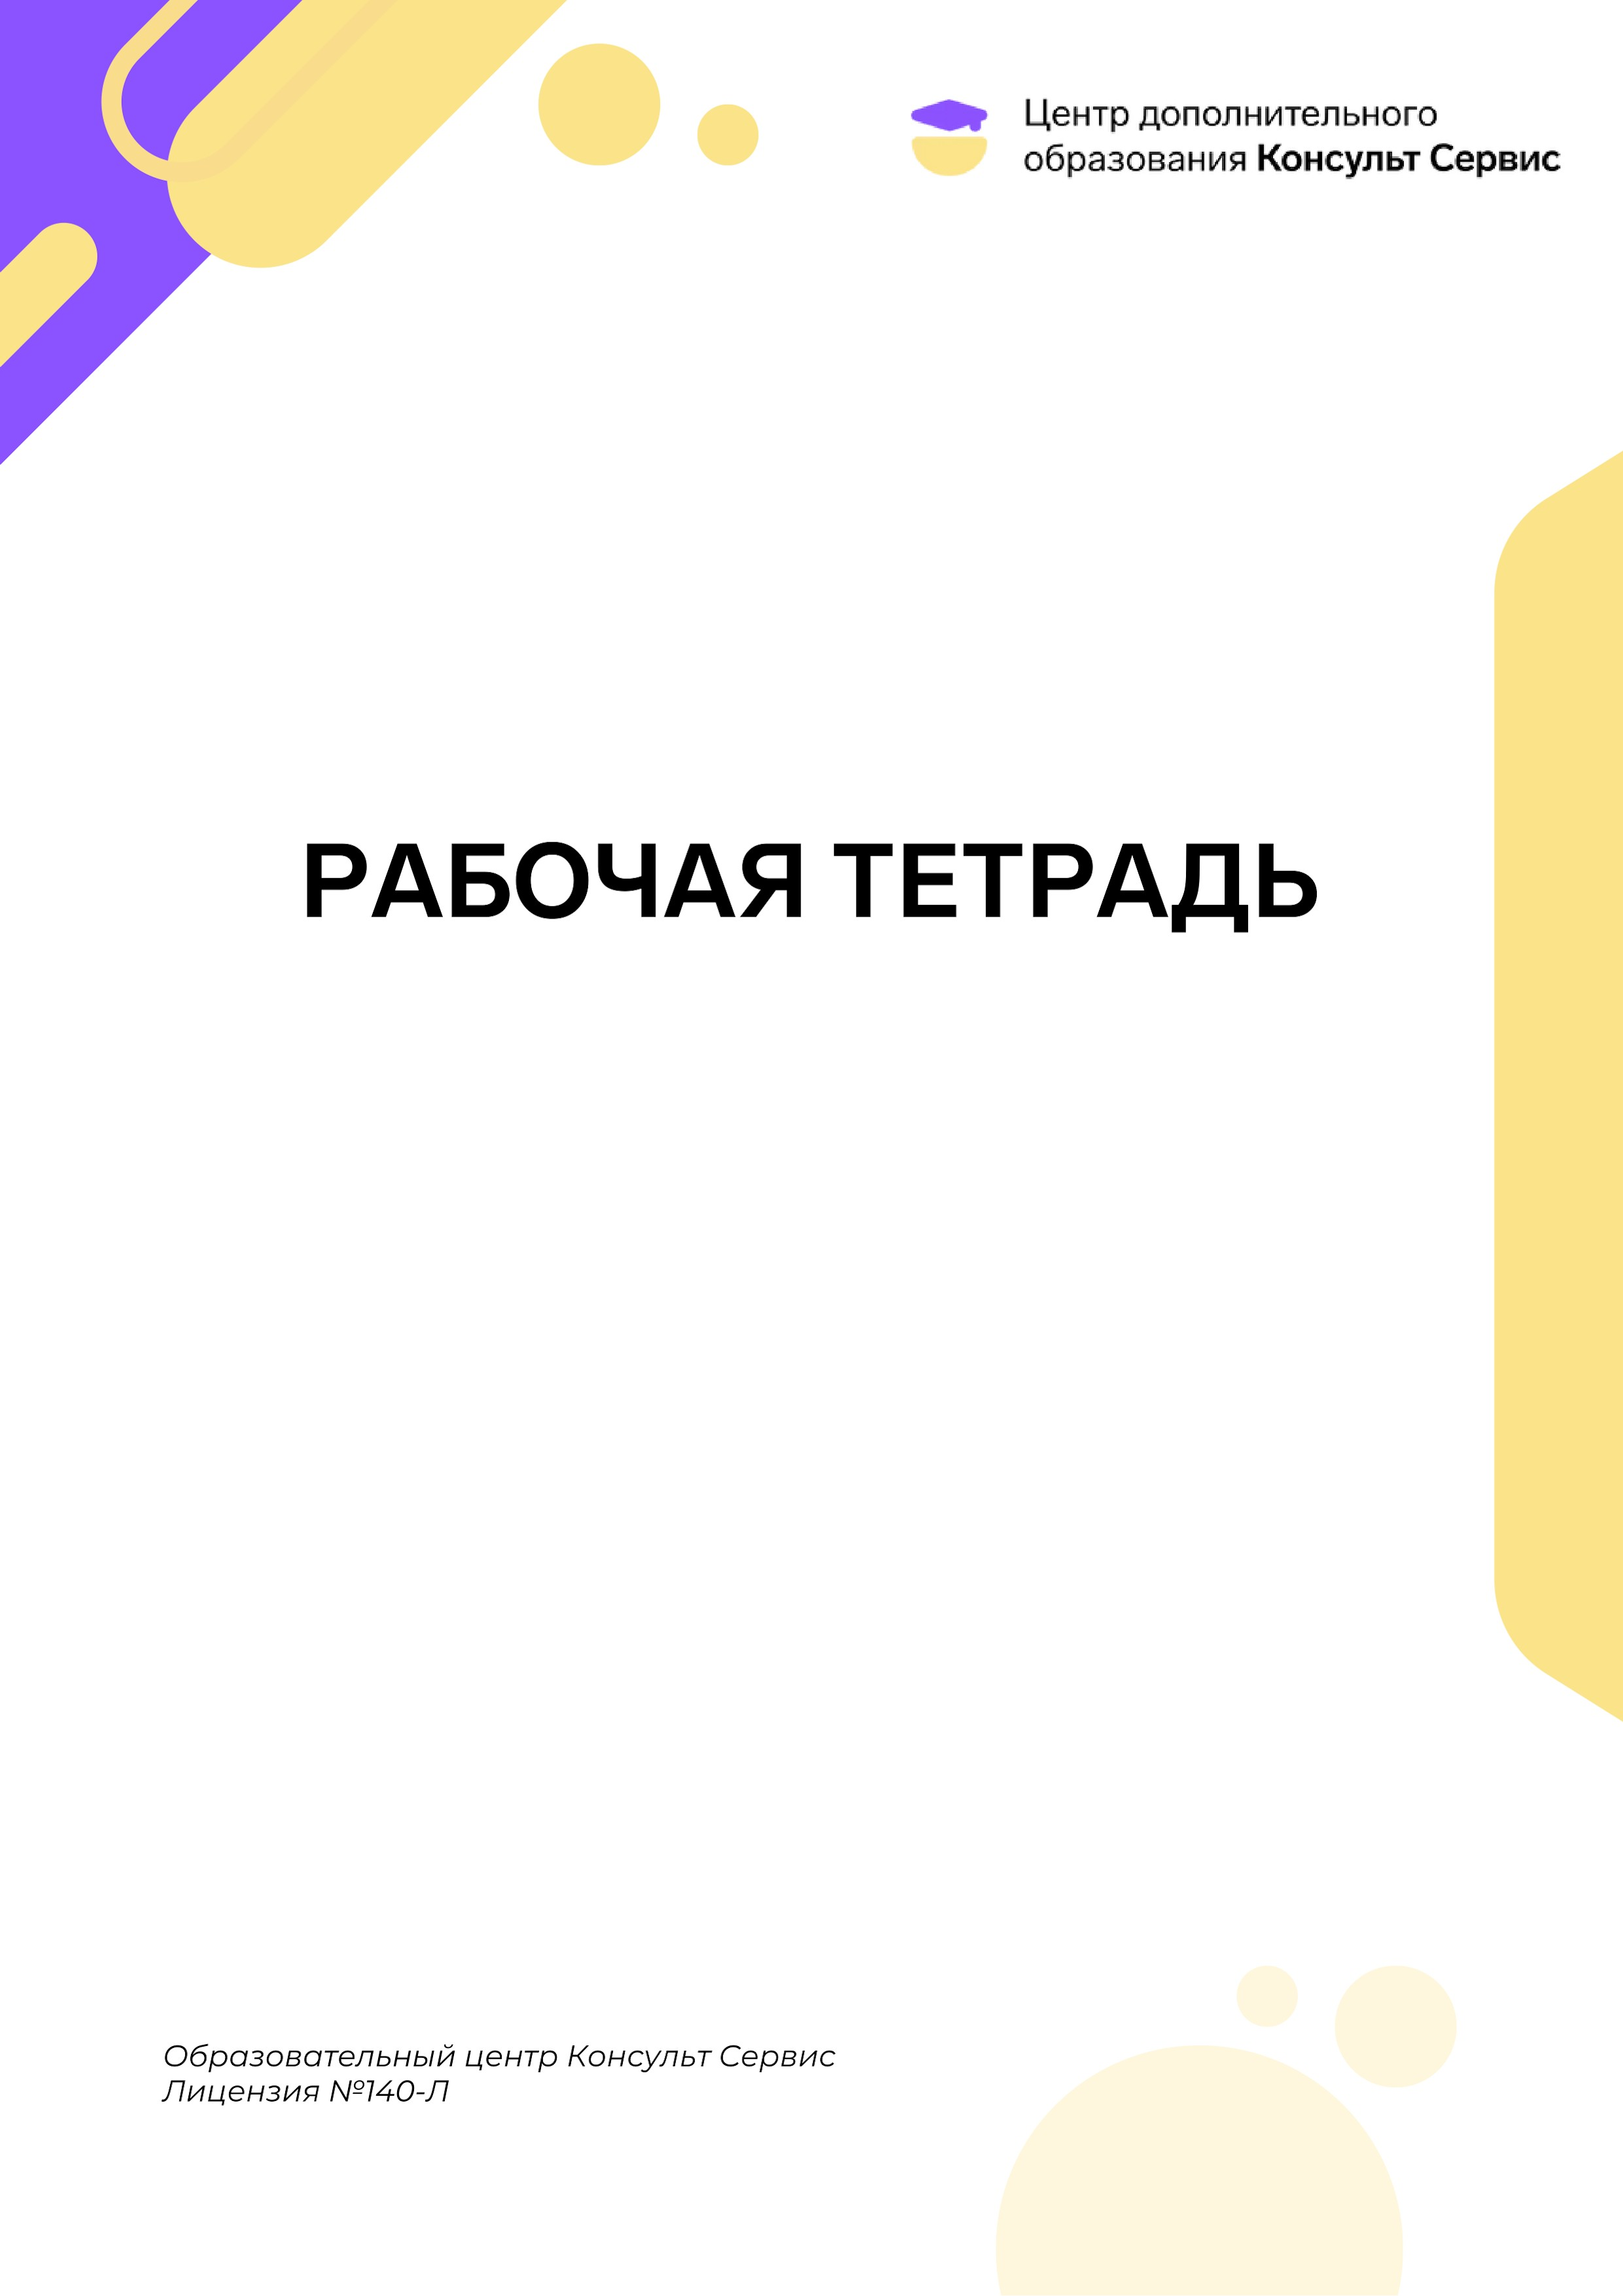 Центр дополнительного
образования Консульт Сервис
РАБОЧАЯ ТЕТРАДЬ
Образовательный центр Консульт Сервис
Лицензия №140-Л